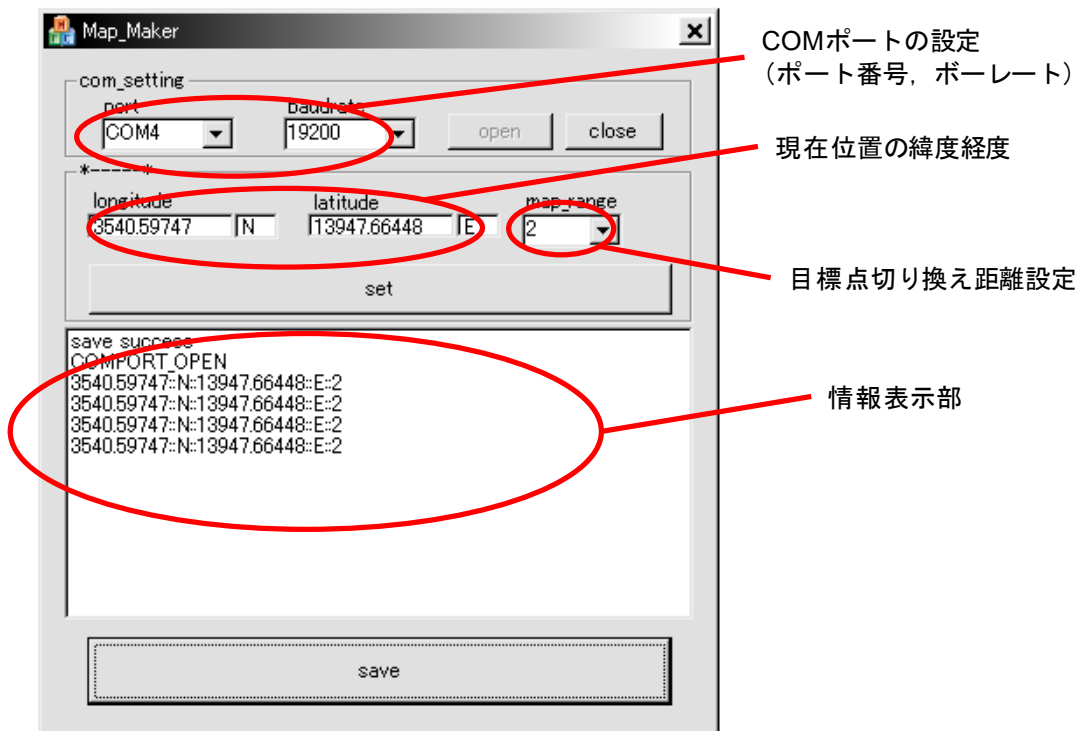 Map_Maker
COMポートの設定
（ポート番号，ボーレート）
com_setting
port
baudrate
COM4
19200
open
close
現在位置の緯度経度
*-----*
longitude
latitude
map_range
3540.59747
N
13947.66448
E
2
目標点切り換え距離設定
set
save success
COMPORT_OPEN
3540.59747::N::13947.66448::E::2
3540.59747::N::13947.66448::E::2
3540.59747::N::13947.66448::E::2
3540.59747::N::13947.66448::E::2
情報表示部
save